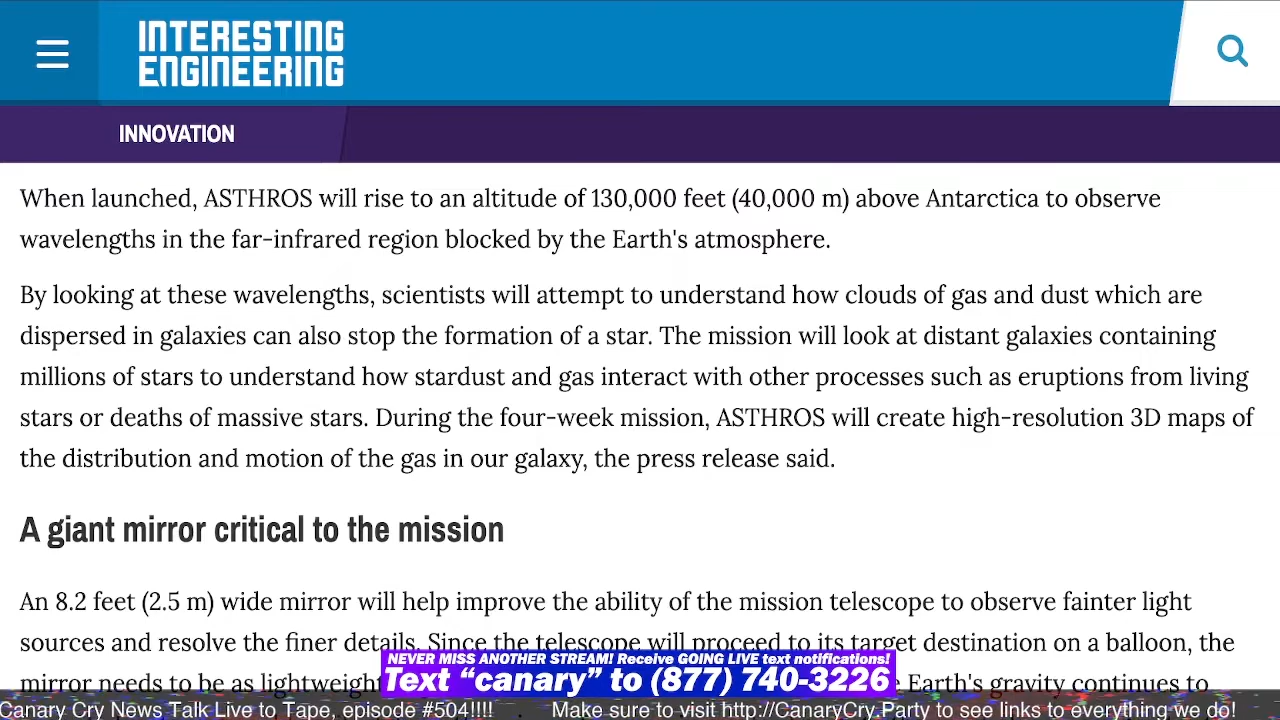 INTERESTING
ENGINEERING
INNOVATION
When launched, ASTHROS will rise to an altitude of 130,000 feet (40,000 m) above Antarctica to observe
wavelengths in the far-infrared region blocked by the Earth's atmosphere.
By looking at these wavelengths, scientists will attempt to understand how clouds of gas and dust which are
dispersed in galaxies can also stop the formation of a star. The mission will look at distant galaxies containing
millions of stars to understand how stardust and gas interact with other processes such as eruptions from living
stars or deaths of massive stars. During the four-week mission, ASTHROS will create high-resolution 3D maps of
the distribution and motion of the gas in our galaxy, the press release said.
A giant mirror critical to the mission
An 8.2 feet (2.5 m) wide mirror will help improve the ability of the mission telescope to observe fainter light
sources and resolve the finer details. Since the telescope will proceed to its target destination on a balloon, the
mirror needs to be as lightweight Earth's gravity continues to
NEVER MISS ANOTHER STREAM! Receive GOING LIVE text notifications!
Text “canary” to (877) 740-3226
Canary Cry News Talk Live to Tape, episode #504!!!! Make sure to visit http://CanaryCry.Party to see links to everything we do!